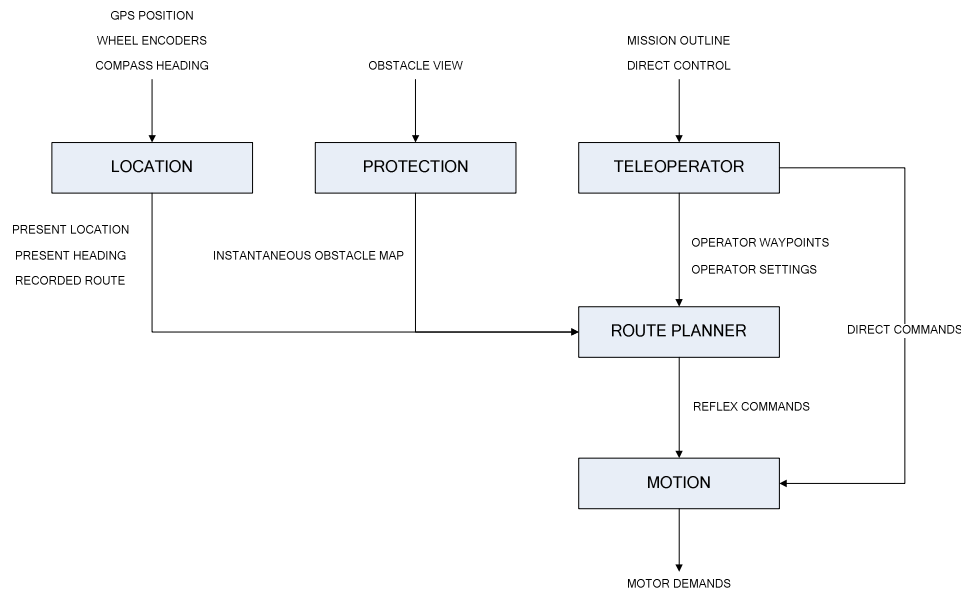 GPS POSITION
WHEEL ENCODERS
COMPASS HEADING
OBSTACLE VIEW
MISSION OUTLINE
DIRECT CONTROL
LOCATION
PROTECTION
TELEOPERATOR
PRESENT LOCATION
PRESENT HEADING
RECORDED ROUTE
INSTANTANEOUS OBSTACLE MAP
OPERATOR WAYPOINTS
OPERATOR SETTINGS
ROUTE PLANNER
DIRECT COMMANDS
REFLEX COMMANDS
MOTION
MOTOR DEMANDS